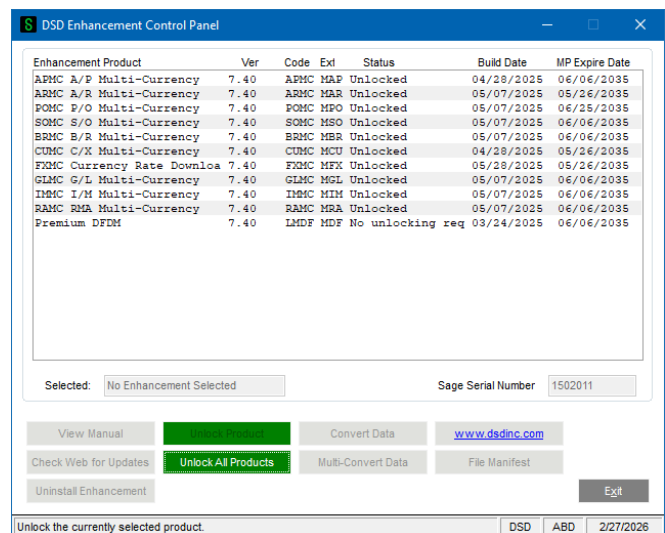 S DSD Enhancement Control Panel
Enhancement Product Ver Code Ext Status Build Date MP Expire Date
APMC A/P Multi-Currency 7.40 APMC MAP Unlocked 04/28/2025 06/06/2035
ARMC A/R Multi-Currency 7.40 ARMC MAR Unlocked 05/07/2025 05/26/2035
POMC P/O Multi-Currency 7.40 POMC MPO Unlocked 05/07/2025 06/25/2035
SOMC S/O Multi-Currency 7.40 SOMC MSO Unlocked 05/07/2025 06/06/2035
BRMC B/R Multi-Currency 7.40 BRMC MBR Unlocked 05/07/2025 06/06/2035
CUMC C/X Multi-Currency 7.40 CUMC MCU Unlocked 04/28/2025 05/26/2035
FXMC Currency Rate Downloa 7.40 FXMC MFX Unlocked 05/28/2025 05/26/2035
GLMC G/L Multi-Currency 7.40 GLMC MGL Unlocked 05/07/2025 06/06/2035
IMMC I/M Multi-Currency 7.40 IMMC MIM Unlocked 05/07/2025 06/06/2035
RAMC RMA Multi-Currency 7.40 RAMC MRA Unlocked 05/07/2025 06/06/2035
Premium DFDM 7.40 LMDF MDF No unlocking req 03/24/2025 06/06/2035
Selected: No Enhancement Selected Sage Serial Number 1502011
View Manual Unlock Product Convert Data www.dsdinc.com
Check Web for Updates Unlock All Products Multi-Convert Data File Manifest
Uninstall Enhancement Exit
Unlock the currently selected product. DSD ABD 2/27/2026